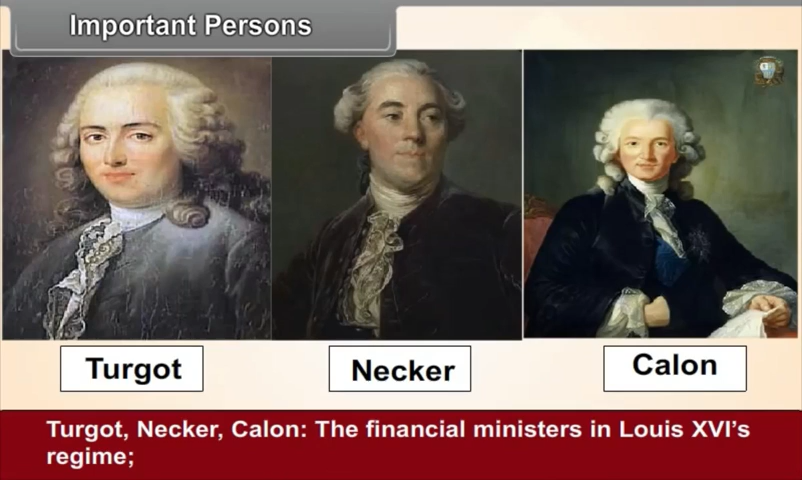 Important Persons
Turgot
Necker
Calon
Turgot, Necker, Calon: The financial ministers in Louis XVI's
regime;